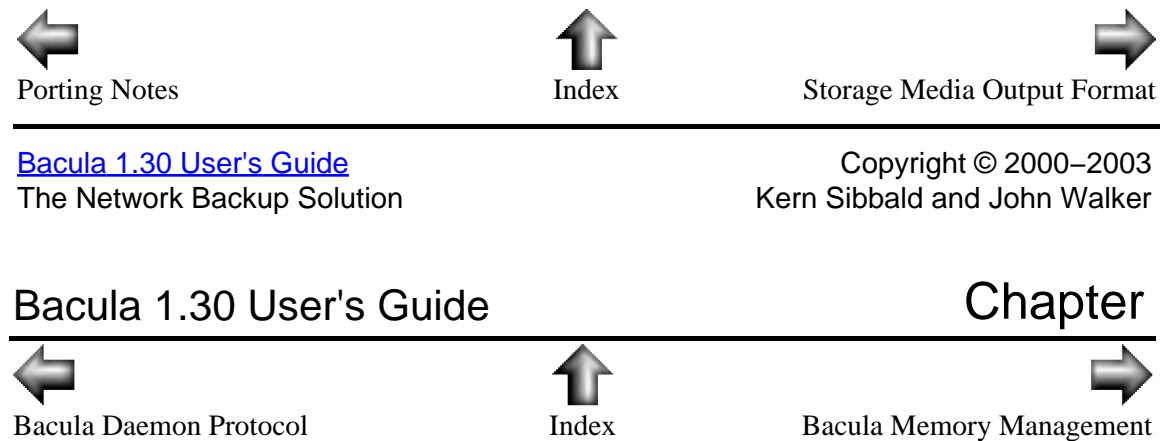 Porting Notes Index Storage Media Output Format
Bacula 1.30 User's Guide Copyright © 2000–2003
The Network Backup Solution Kern Sibbald and John Walker
Bacula 1.30 User's Guide Chapter
Bacula Daemon Protocol Index Bacula Memory Management